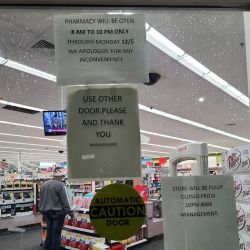 PHARMACY WILL BE OPEN
8 AM TO 10 PM ONLY
THROUGH MONDAY 12/5
WE APOLOGIZE FOR ANY
INCONVENIENCE
USE OTHER
DOOR PLEASE
AND THANK
YOU
MANAGEMENT
STORE WILL BE FULLY
CLOSED FROM
10PM-8AM
-MANAGEMENT
AUTOMATIC
CAUTION
DOOR